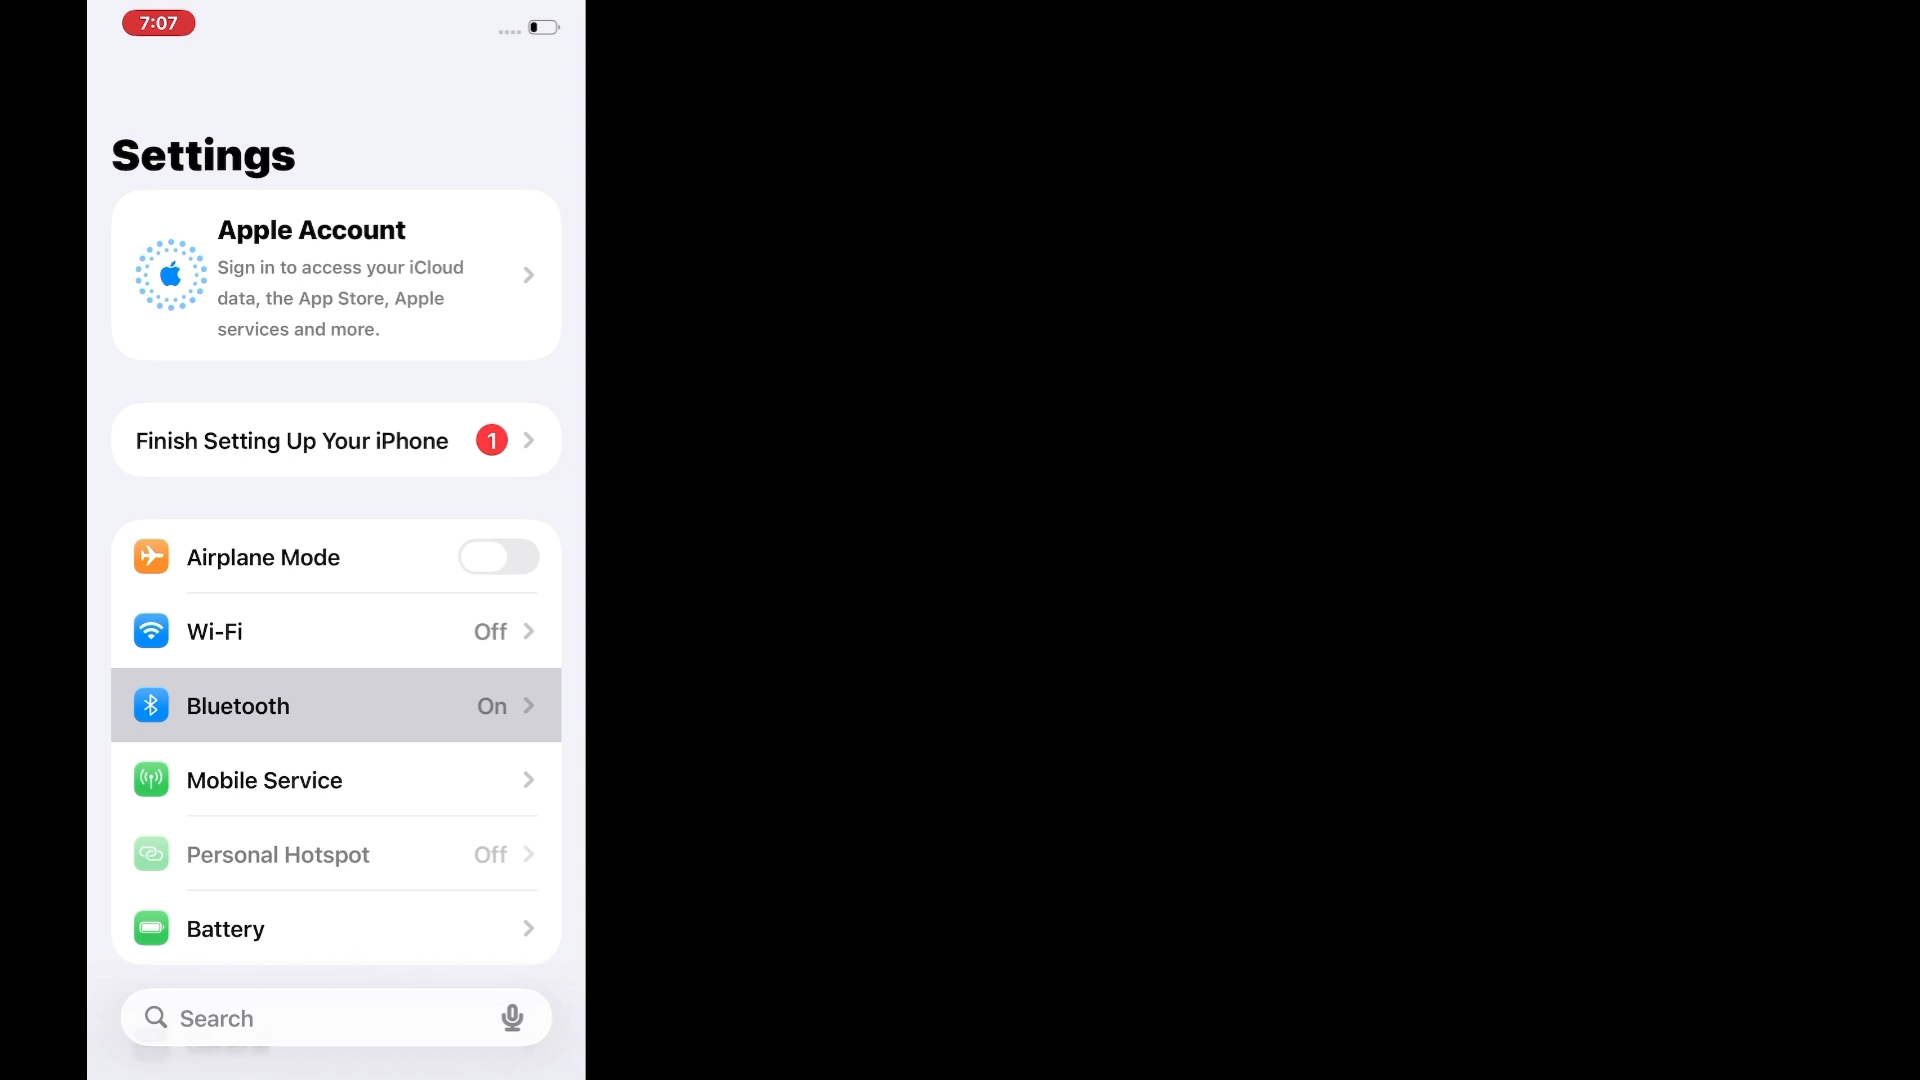 7:07
Settings
Apple Account
Sign in to access your iCloud
data, the App Store, Apple
services and more.
Finish Setting Up Your iPhone 1
Airplane Mode
Wi-Fi Off
Bluetooth On
Mobile Service
Personal Hotspot Off
Battery
Search